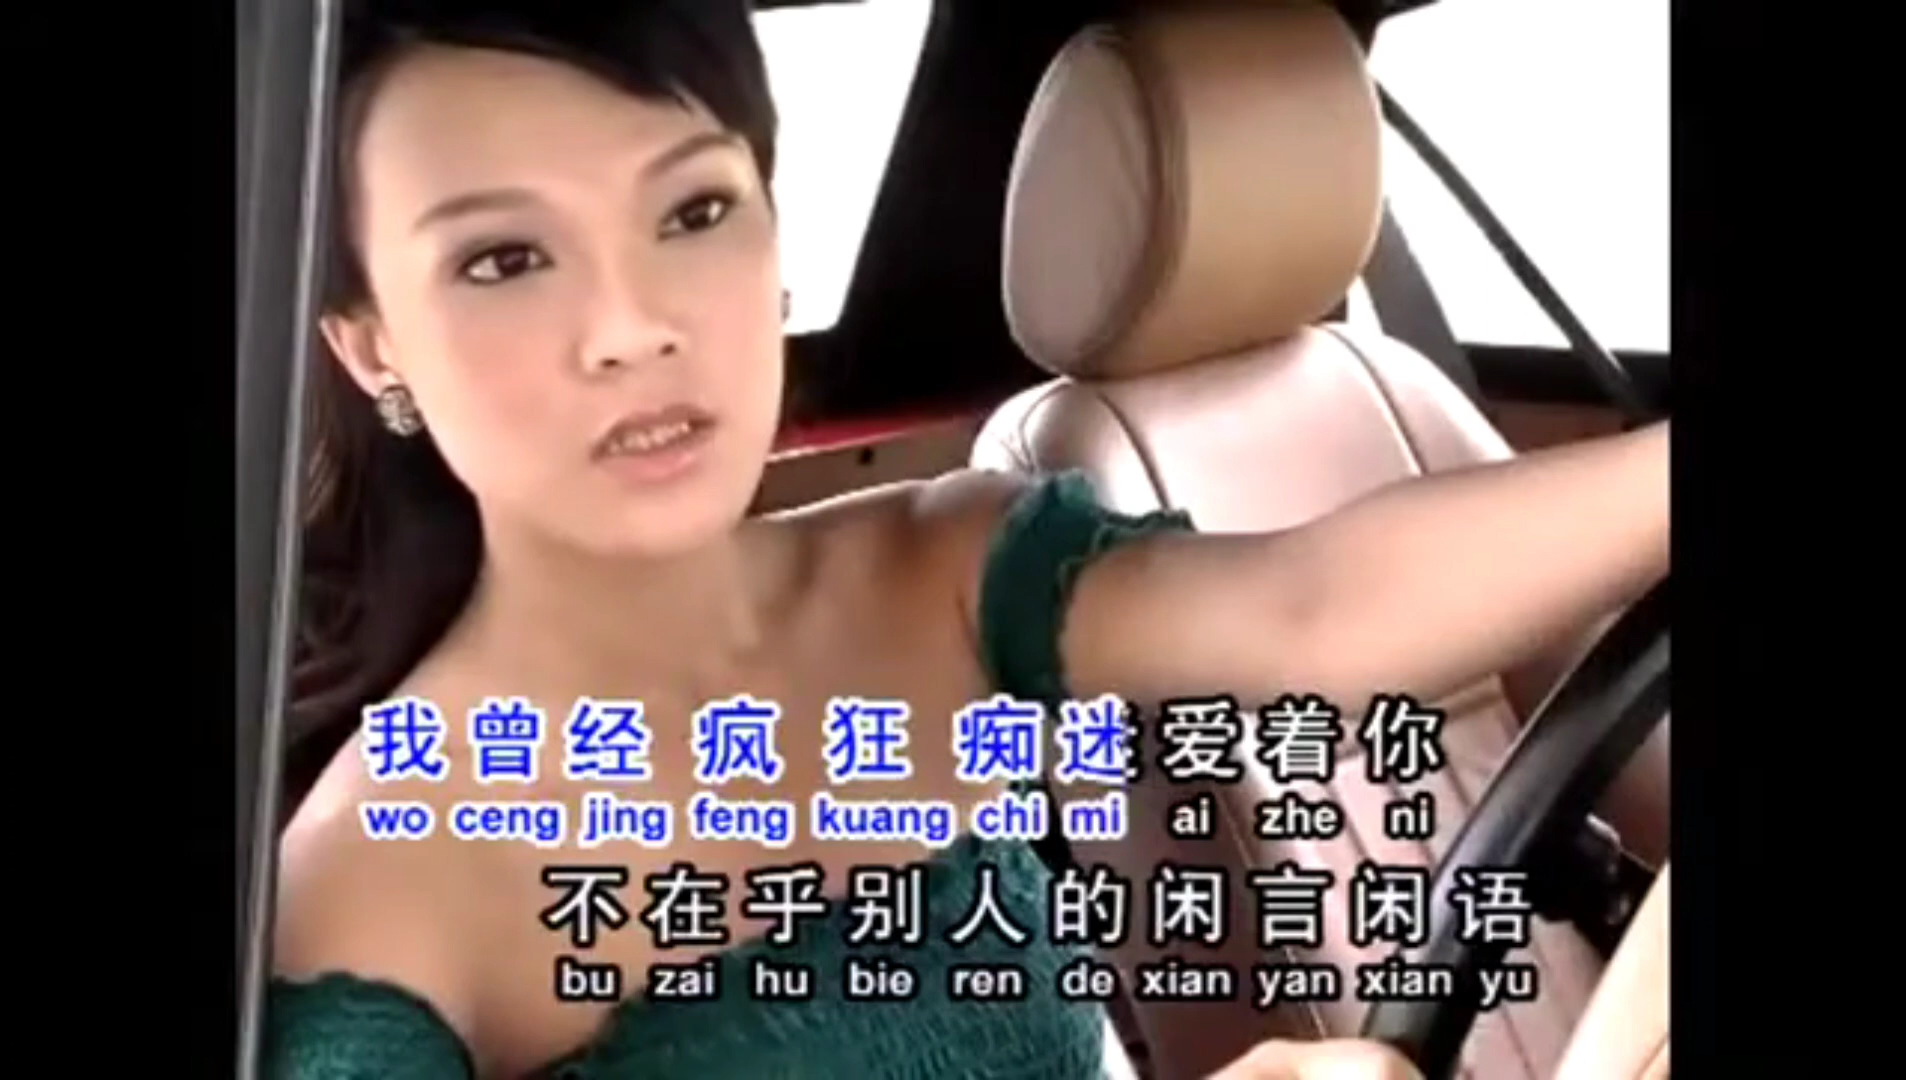 我曾经疯狂痴迷爱着你
wo ceng jing feng kuang chi mi ai zhe ni
不在乎别人的闲言闲语
bu zai hu bie ren de xian yan xian yu